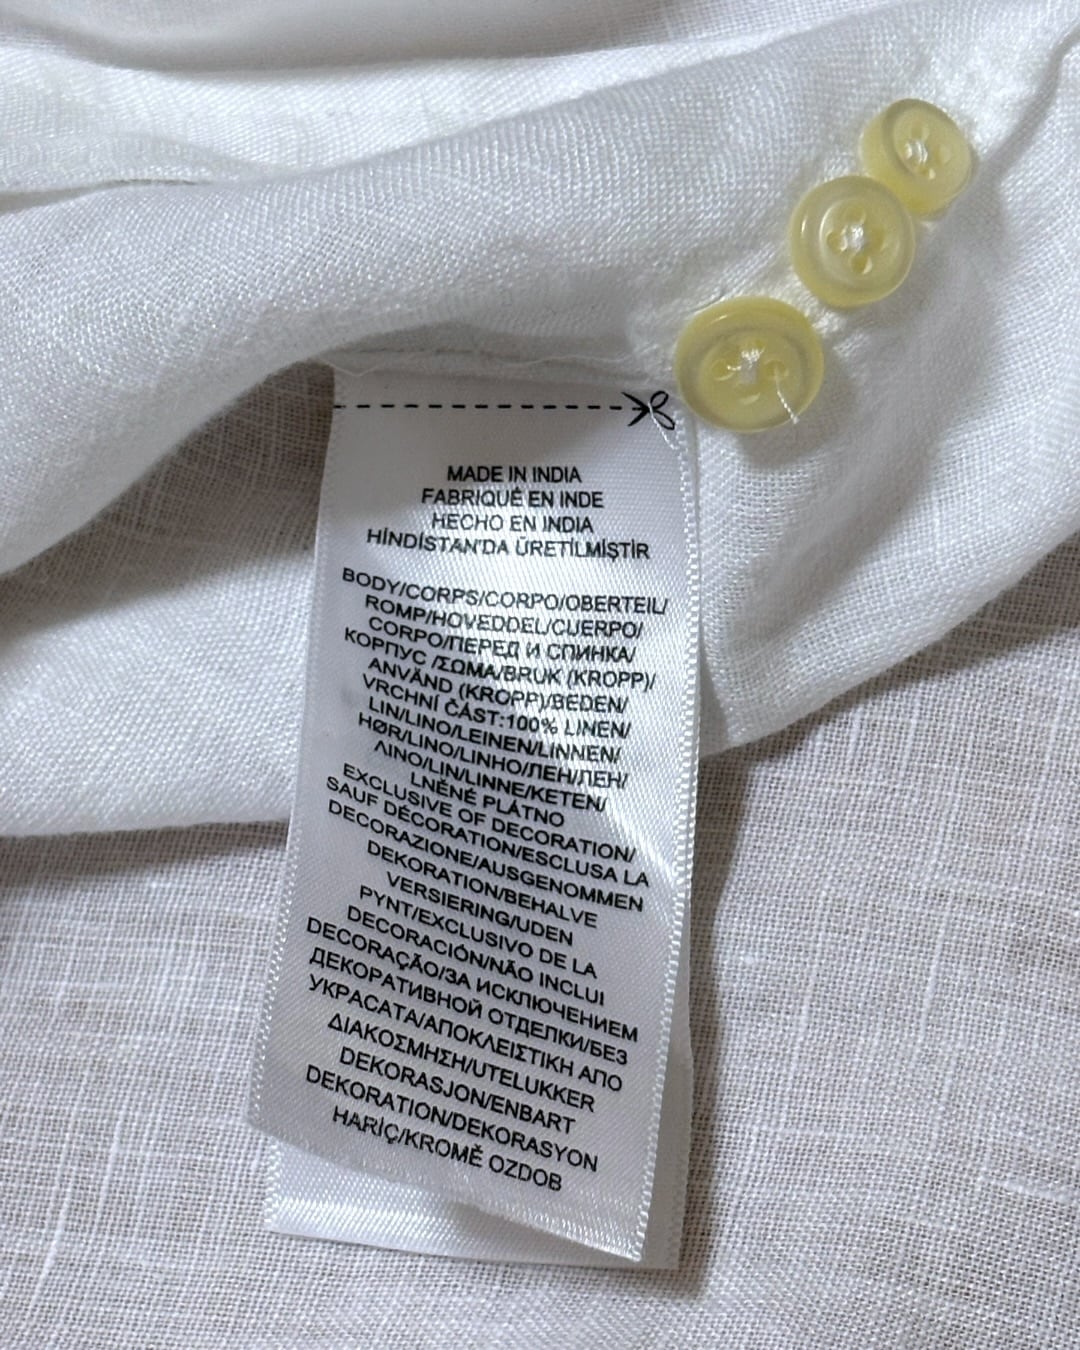 MADE IN INDIA
FABRIQUÉ EN INDE
HECHO EN INDIA
HİNDİSTAN'DA ÜRETİLMİŞTİR
BODY/CORPS/CORPO/OBERTEIL/
ROMP/HOVEDDEL/CUERPO/
CORPO/ПЕРЕД И СПИНКА/
КОРПУС /ΣΩΜΑ/BRUK (KROPP)/
ANVÄND (KROPP)/BEDEN/
VRCHNÍ ČÁST:100% LINEN/
LIN/LINO/LEINEN/LINNEN/
HØR/LINO/LINHO/ЛЕН/ЛЕН/
ΛΙΝΟ/LIN/LINNE/KETEN/
LNĚNÉ PLÁTNO
EXCLUSIVE OF DECORATION/
SAUF DÉCORATION/ESCLUSA LA
DECORAZIONE/AUSGENOMMEN
DEKORATION/BEHALVE
VERSIERING/UDEN
PYNT/EXCLUSIVO DE LA
DECORACIÓN/NÃO INCLUI
DECORAÇÃO/ЗА ИСКЛЮЧЕНИЕМ
ДЕКОРАТИВНОЙ ОТДЕЛКИ/БЕЗ
УКРАСАТА/ΑΠΟΚΛΕΙΣΤΙΚΗ ΑΠΟ
ΔΙΑΚΟΣΜΗΣΗ/UTELUKKER
DEKORASJON/ENBART
DEKORATION/DEKORASYON
HARİÇ/KROMĚ OZDOB